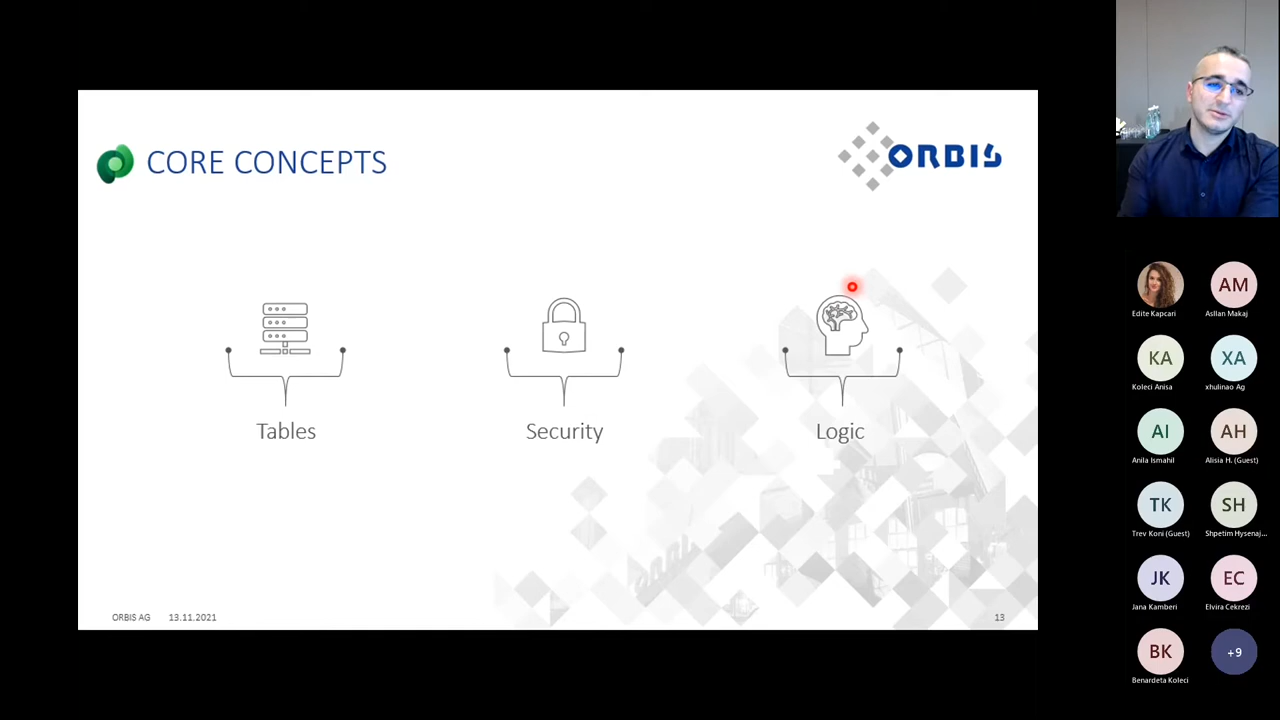 CORE CONCEPTS
ORBIS
Tables
Security
Logic
ORBIS AG 13.11.2021
13
Edite Kapcari
AM
Asllan Makaj
KA
Koleci Anisa
XA
xhulinao Ag
AI
Anila Ismahil
AH
Alisia H. (Guest)
TK
Trev Koni (Guest)
SH
Shpetim Hysenaj...
JK
Jana Kamberi
EC
Elvira Cekrezi
BK
Benardeta Koleci
+9